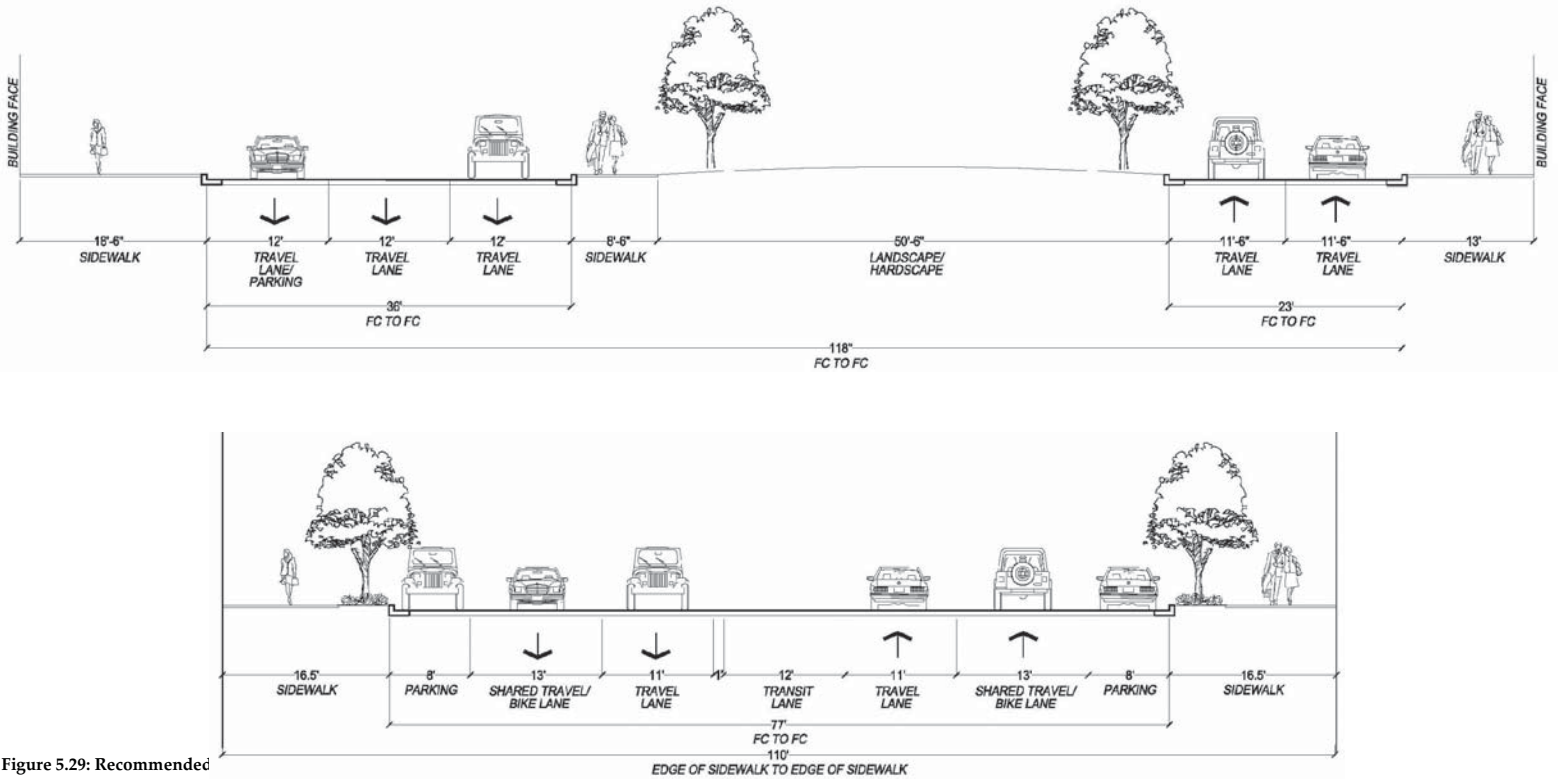 BUILDING FACE
BUILDING FACE
18'-6" 12' 12' 12' 8'-6" 50'-6" 11'-6" 11'-6" 13'
SIDEWALK TRAVEL TRAVEL TRAVEL SIDEWALK LANDSCAPE/ TRAVEL TRAVEL SIDEWALK
LANE/ LANE LANE HARDSCAPE LANE LANE
PARKING
36' 23'
FC TO FC FC TO FC
118"
FC TO FC
16.5' 8' 13' 11' 1' 12' 11' 13' 8' 16.5'
SIDEWALK PARKING SHARED TRAVEL/ TRAVEL TRANSIT TRAVEL SHARED TRAVEL/ PARKING SIDEWALK
BIKE LANE LANE LANE LANE BIKE LANE
77'
FC TO FC
110'
EDGE OF SIDEWALK TO EDGE OF SIDEWALK
Figure 5.29: Recommended